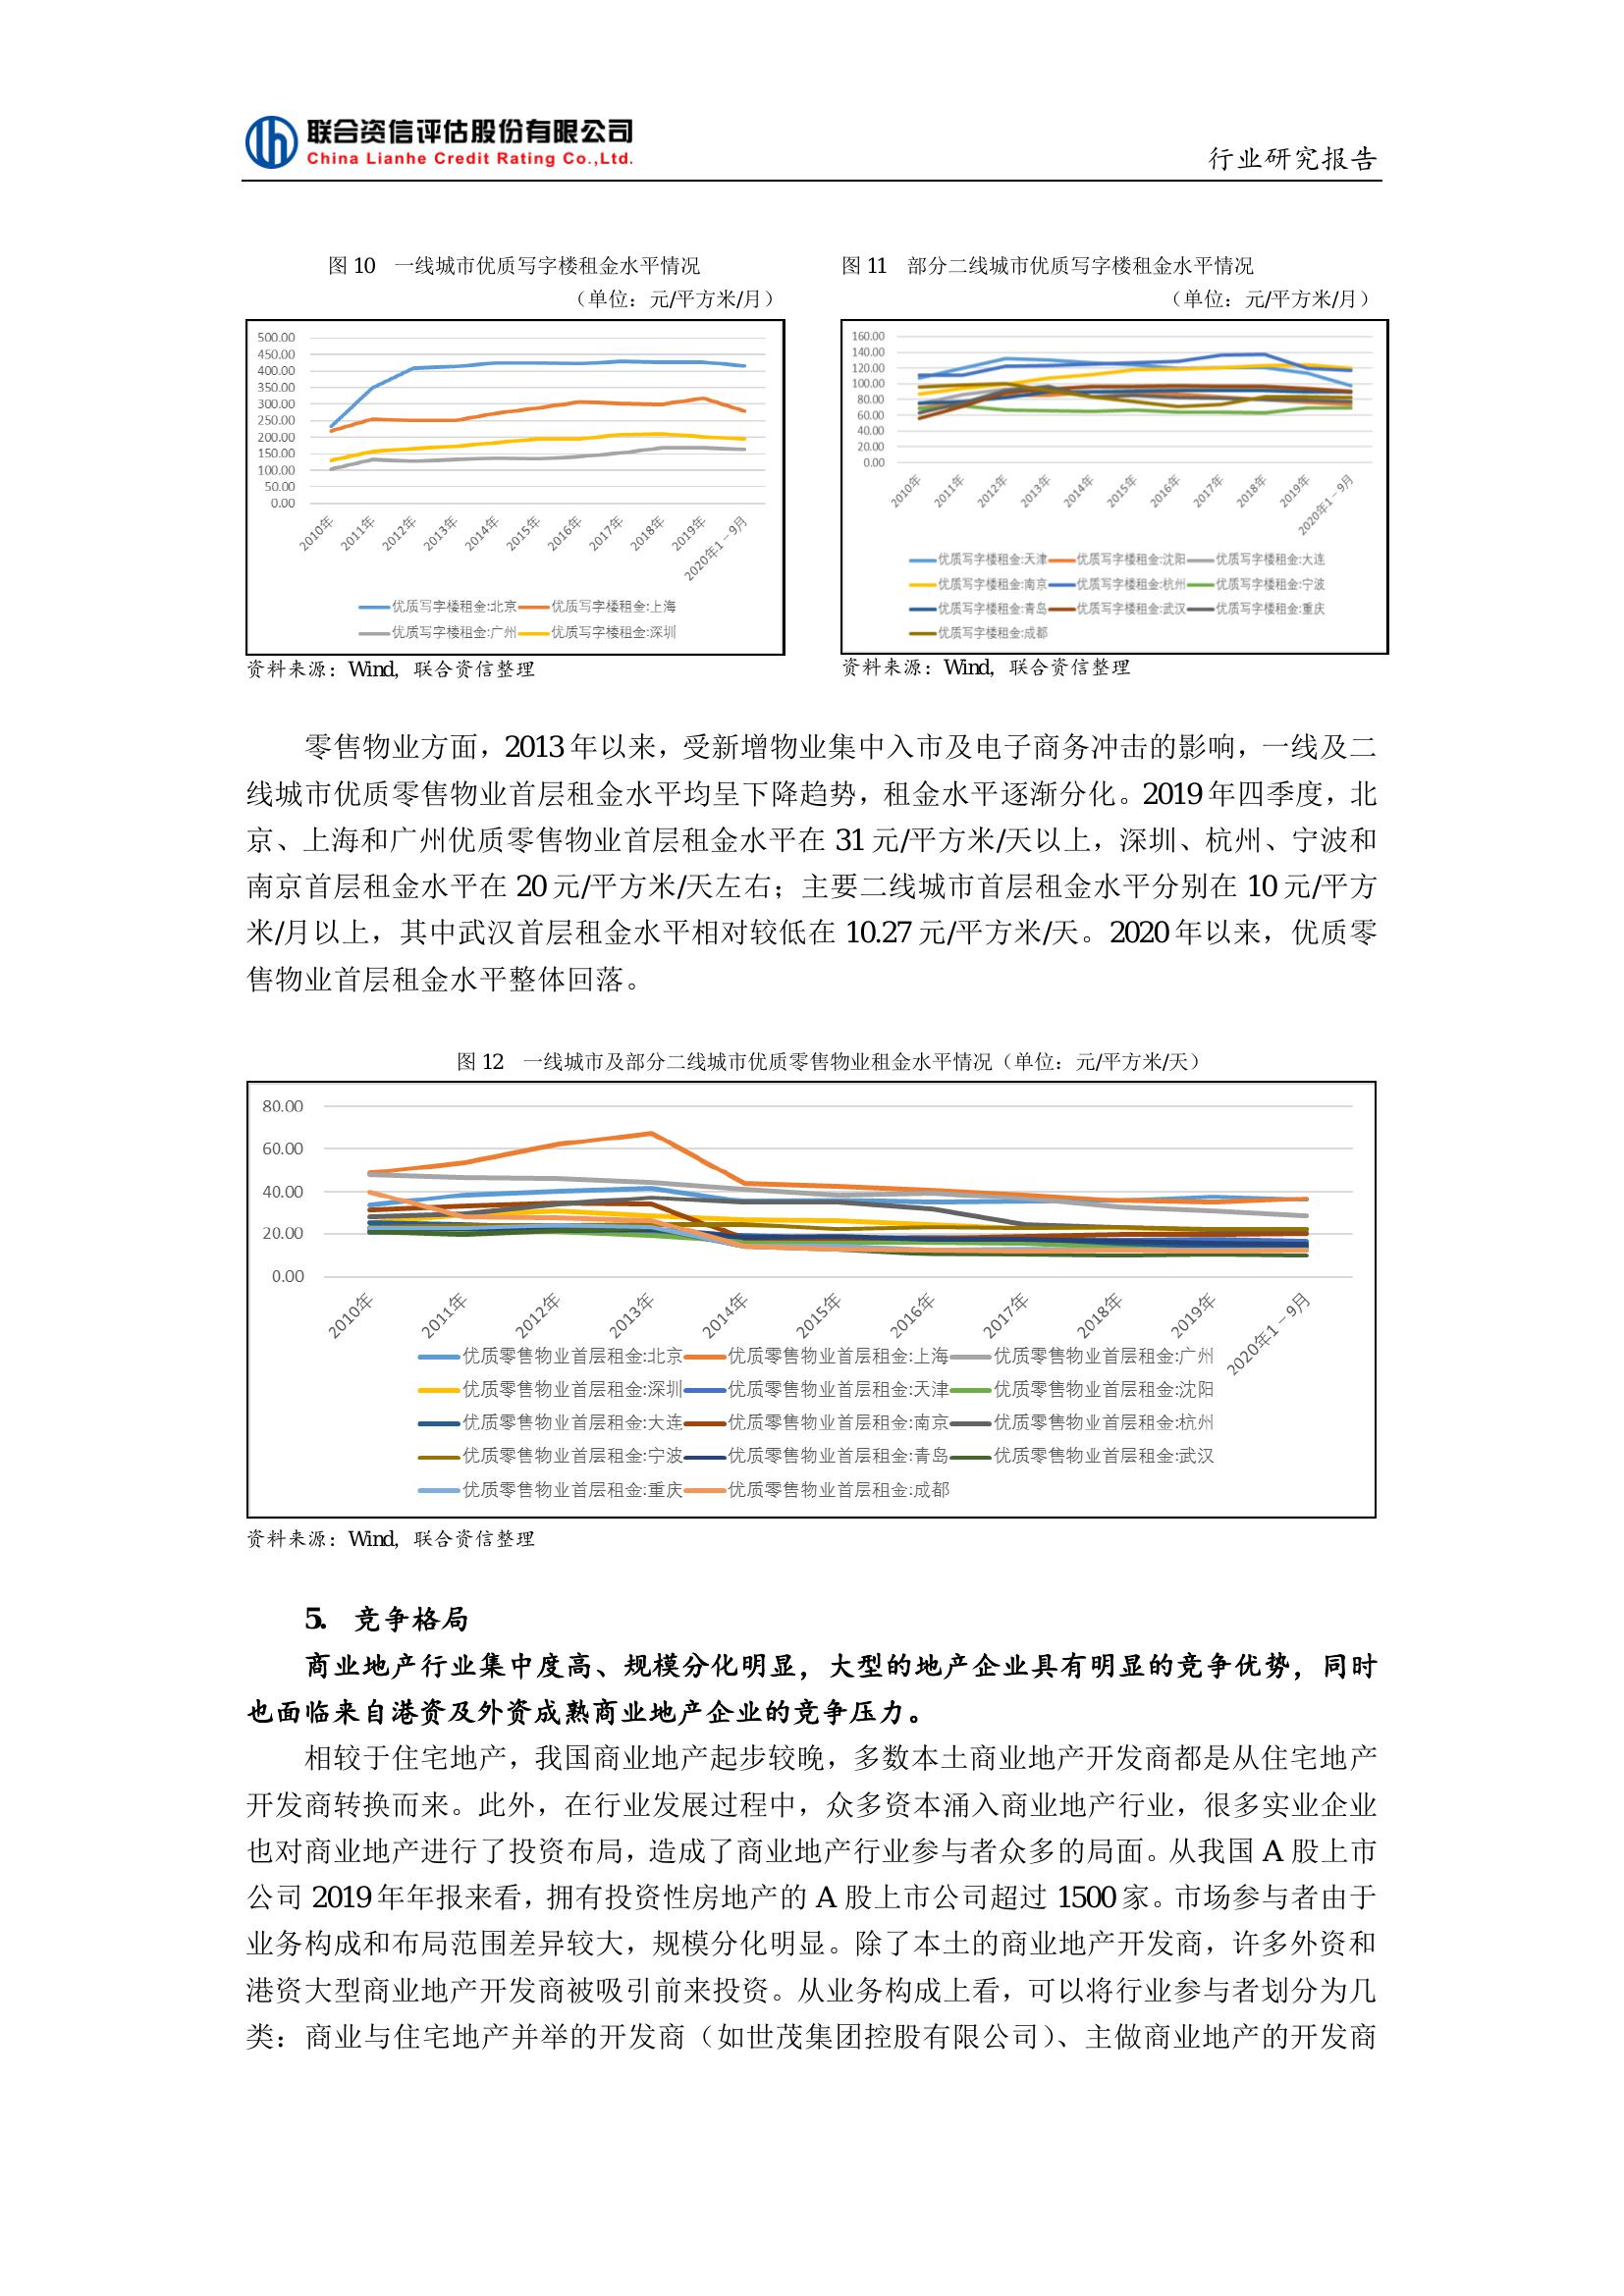 联合资信评估股份有限公司
China Lianhe Credit Rating Co.,Ltd.
行业研究报告
图 10 一线城市优质写字楼租金水平情况
（单位：元/平方米/月）
500.00
450.00
400.00
350.00
300.00
250.00
200.00
150.00
100.00
50.00
0.00
2010年 2011年 2012年 2013年 2014年 2015年 2016年 2017年 2018年 2019年 2020年1－9月
优质写字楼租金:北京 优质写字楼租金:上海
优质写字楼租金:广州 优质写字楼租金:深圳
资料来源：Wind，联合资信整理
图 11 部分二线城市优质写字楼租金水平情况
（单位：元/平方米/月）
160.00
140.00
120.00
100.00
80.00
60.00
40.00
20.00
0.00
2010年 2011年 2012年 2013年 2014年 2015年 2016年 2017年 2018年 2019年 2020年1－9月
优质写字楼租金:天津 优质写字楼租金:沈阳 优质写字楼租金:大连
优质写字楼租金:南京 优质写字楼租金:杭州 优质写字楼租金:宁波
优质写字楼租金:青岛 优质写字楼租金:武汉 优质写字楼租金:重庆
优质写字楼租金:成都
资料来源：Wind，联合资信整理
零售物业方面，2013 年以来，受新增物业集中入市及电子商务冲击的影响，一线及二
线城市优质零售物业首层租金水平均呈下降趋势，租金水平逐渐分化。2019 年四季度，北
京、上海和广州优质零售物业首层租金水平在 31 元/平方米/天以上，深圳、杭州、宁波和
南京首层租金水平在 20 元/平方米/天左右；主要二线城市首层租金水平分别在 10 元/平方
米/月以上，其中武汉首层租金水平相对较低在 10.27 元/平方米/天。2020 年以来，优质零
售物业首层租金水平整体回落。
图 12 一线城市及部分二线城市优质零售物业租金水平情况（单位：元/平方米/天）
80.00
60.00
40.00
20.00
0.00
2010年 2011年 2012年 2013年 2014年 2015年 2016年 2017年 2018年 2019年 2020年1－9月
优质零售物业首层租金:北京 优质零售物业首层租金:上海 优质零售物业首层租金:广州
优质零售物业首层租金:深圳 优质零售物业首层租金:天津 优质零售物业首层租金:沈阳
优质零售物业首层租金:大连 优质零售物业首层租金:南京 优质零售物业首层租金:杭州
优质零售物业首层租金:宁波 优质零售物业首层租金:青岛 优质零售物业首层租金:武汉
优质零售物业首层租金:重庆 优质零售物业首层租金:成都
资料来源：Wind，联合资信整理
5. 竞争格局
商业地产行业集中度高、规模分化明显，大型的地产企业具有明显的竞争优势，同时
也面临来自港资及外资成熟商业地产企业的竞争压力。
相较于住宅地产，我国商业地产起步较晚，多数本土商业地产开发商都是从住宅地产
开发商转换而来。此外，在行业发展过程中，众多资本涌入商业地产行业，很多实业企业
也对商业地产进行了投资布局，造成了商业地产行业参与者众多的局面。从我国 A 股上市
公司 2019 年年报来看，拥有投资性房地产的 A 股上市公司超过 1500 家。市场参与者由于
业务构成和布局范围差异较大，规模分化明显。除了本土的商业地产开发商，许多外资和
港资大型商业地产开发商被吸引前来投资。从业务构成上看，可以将行业参与者划分为几
类：商业与住宅地产并举的开发商（如世茂集团控股有限公司）、主做商业地产的开发商